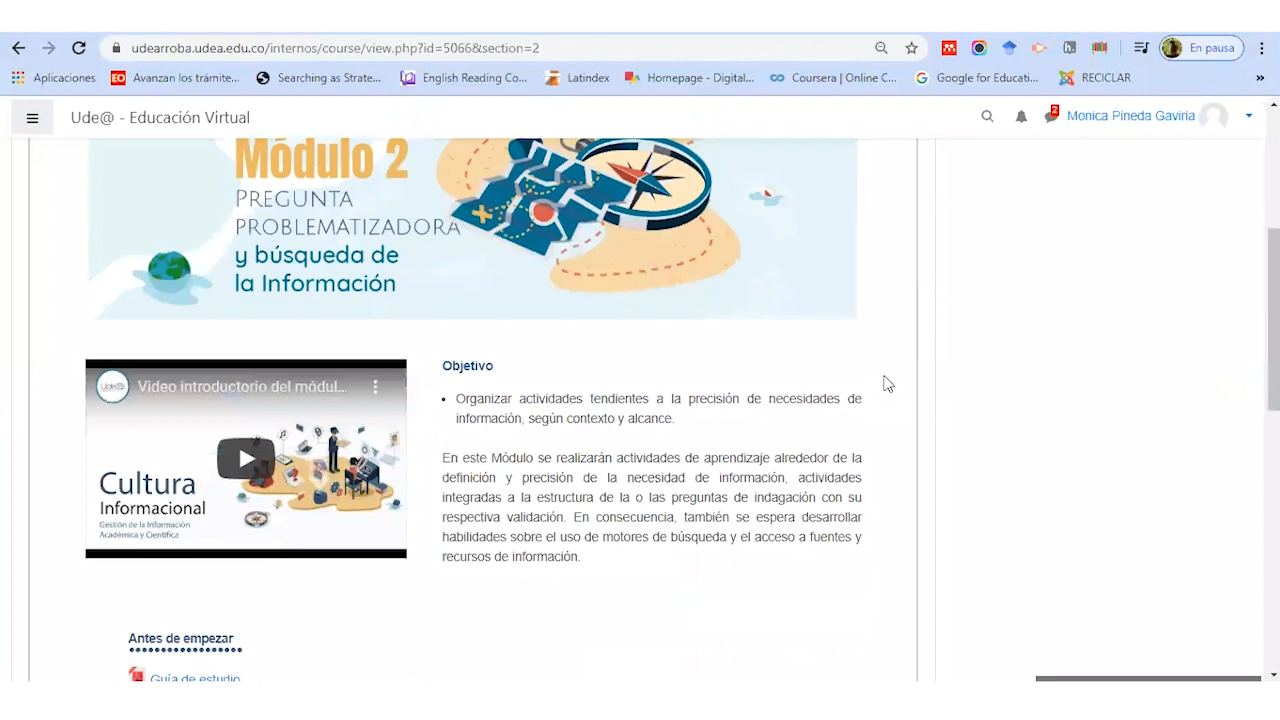 udearroba.udea.edu.co/internos/course/view.php?id=5066&section=2
En pausa
Aplicaciones
Avanzan los trámite...
Searching as Strate...
English Reading Co...
Latindex
Homepage - Digital...
Coursera | Online C...
Google for Educati...
RECICLAR
»
Ude@ - Educación Virtual
2
Monica Pineda Gaviria
Módulo 2
PREGUNTA
PROBLEMATIZADORA
y búsqueda de
la Información
Ude@
Video introductorio del módul...
Cultura
Informacional
Gestión de la Información
Académica y Científica
Objetivo
• Organizar actividades tendientes a la precisión de necesidades de
información, según contexto y alcance.
En este Módulo se realizarán actividades de aprendizaje alrededor de la
definición y precisión de la necesidad de información, actividades
integradas a la estructura de la o las preguntas de indagación con su
respectiva validación. En consecuencia, también se espera desarrollar
habilidades sobre el uso de motores de búsqueda y el acceso a fuentes y
recursos de información.
Antes de empezar
Guía de estudio